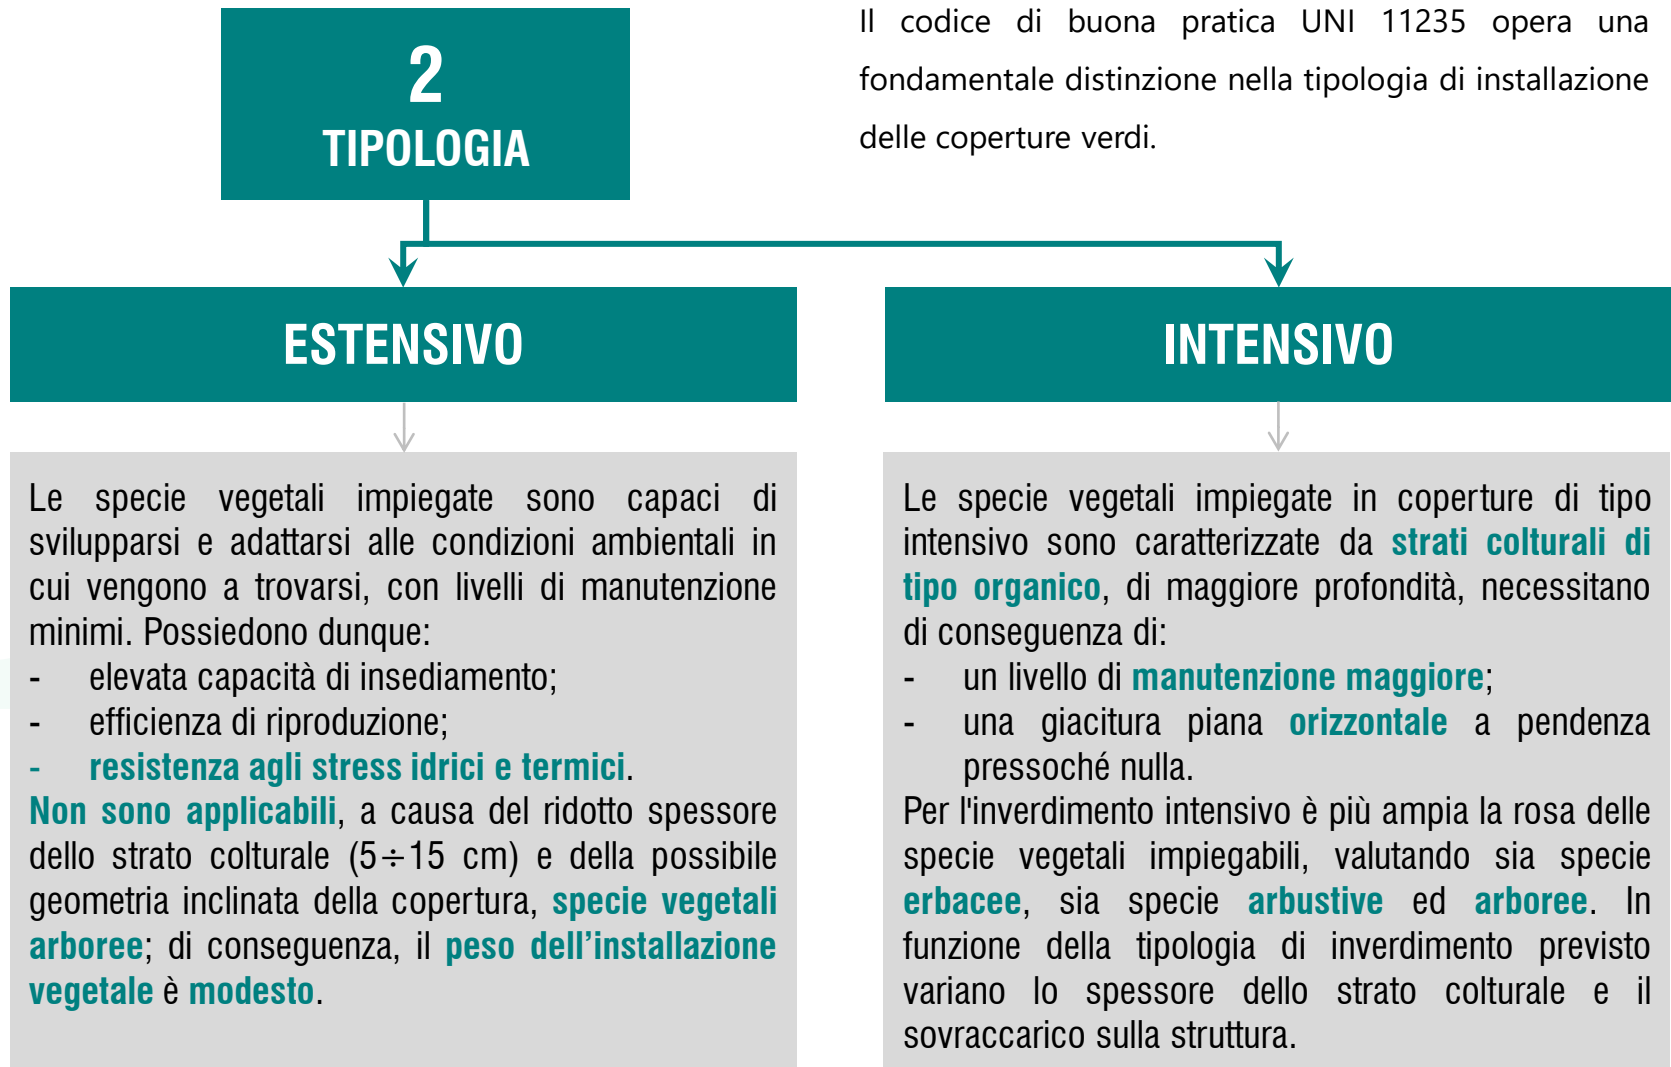 2
TIPOLOGIA
Il codice di buona pratica UNI 11235 opera una
fondamentale distinzione nella tipologia di installazione
delle coperture verdi.
ESTENSIVO
Le specie vegetali impiegate sono capaci di
svilupparsi e adattarsi alle condizioni ambientali in
cui vengono a trovarsi, con livelli di manutenzione
minimi. Possiedono dunque:
- elevata capacità di insediamento;
- efficienza di riproduzione;
- resistenza agli stress idrici e termici.
Non sono applicabili, a causa del ridotto spessore
dello strato colturale (5÷15 cm) e della possibile
geometria inclinata della copertura, specie vegetali
arboree; di conseguenza, il peso dell’installazione
vegetale è modesto.
INTENSIVO
Le specie vegetali impiegate in coperture di tipo
intensivo sono caratterizzate da strati colturali di
tipo organico, di maggiore profondità, necessitano
di conseguenza di:
- un livello di manutenzione maggiore;
- una giacitura piana orizzontale a pendenza
pressoché nulla.
Per l'inverdimento intensivo è più ampia la rosa delle
specie vegetali impiegabili, valutando sia specie
erbacee, sia specie arbustive ed arboree. In
funzione della tipologia di inverdimento previsto
variano lo spessore dello strato colturale e il
sovraccarico sulla struttura.